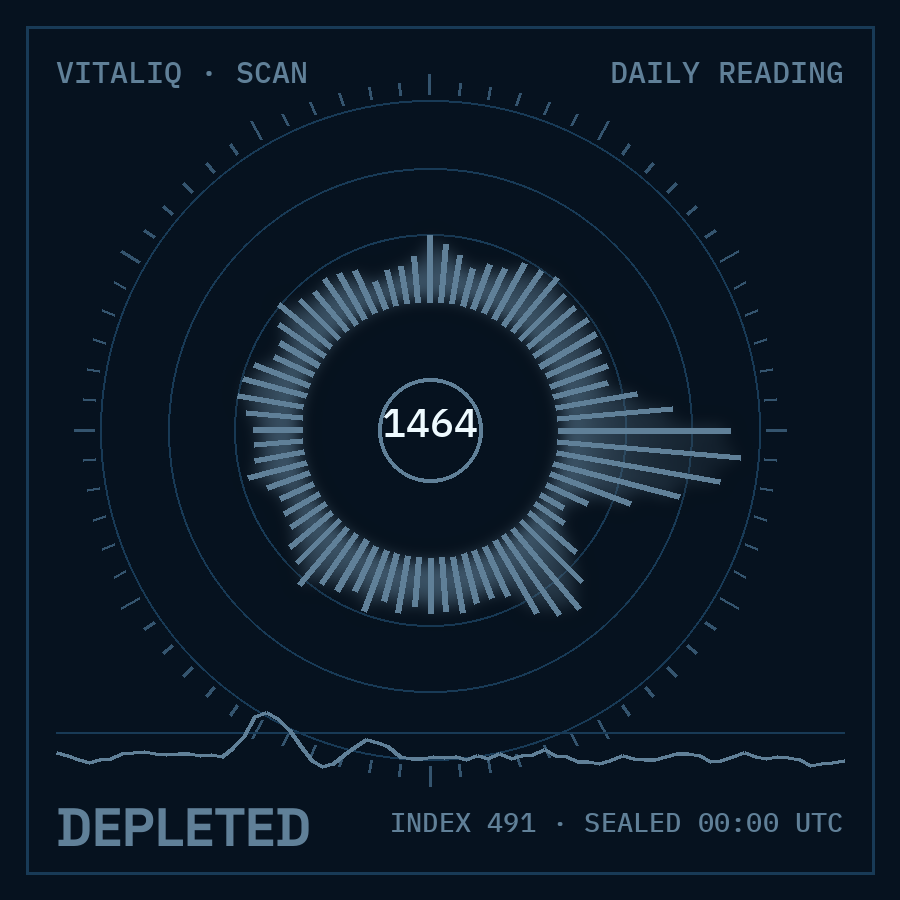 VITALIQ · SCAN
DAILY READING
1464
DEPLETED
INDEX 491 · SEALED 00:00 UTC